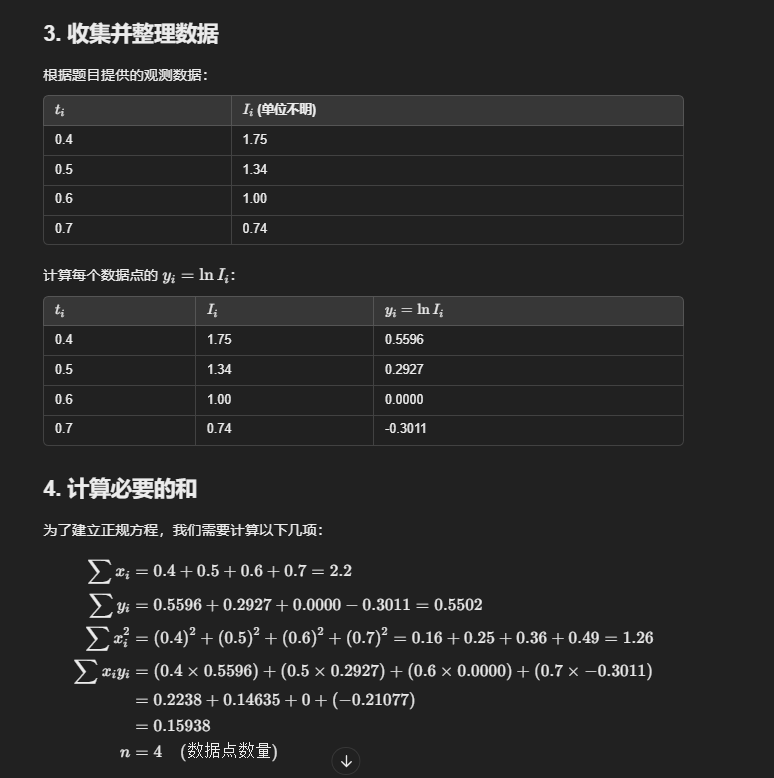 3. 收集并整理数据
根据题目提供的观测数据：
t_i I_i (单位不明)
0.4 1.75
0.5 1.34
0.6 1.00
0.7 0.74
计算每个数据点的 y_i = ln I_i：
t_i I_i y_i = ln I_i
0.4 1.75 0.5596
0.5 1.34 0.2927
0.6 1.00 0.0000
0.7 0.74 -0.3011
4. 计算必要的和
为了建立正规方程，我们需要计算以下几项：
∑ x_i = 0.4 + 0.5 + 0.6 + 0.7 = 2.2
∑ y_i = 0.5596 + 0.2927 + 0.0000 − 0.3011 = 0.5502
∑ x_i^2 = (0.4)^2 + (0.5)^2 + (0.6)^2 + (0.7)^2 = 0.16 + 0.25 + 0.36 + 0.49 = 1.26
∑ x_i y_i = (0.4 × 0.5596) + (0.5 × 0.2927) + (0.6 × 0.0000) + (0.7 × −0.3011)
= 0.2238 + 0.14635 + 0 + (−0.21077)
= 0.15938
n = 4 (数据点数量)